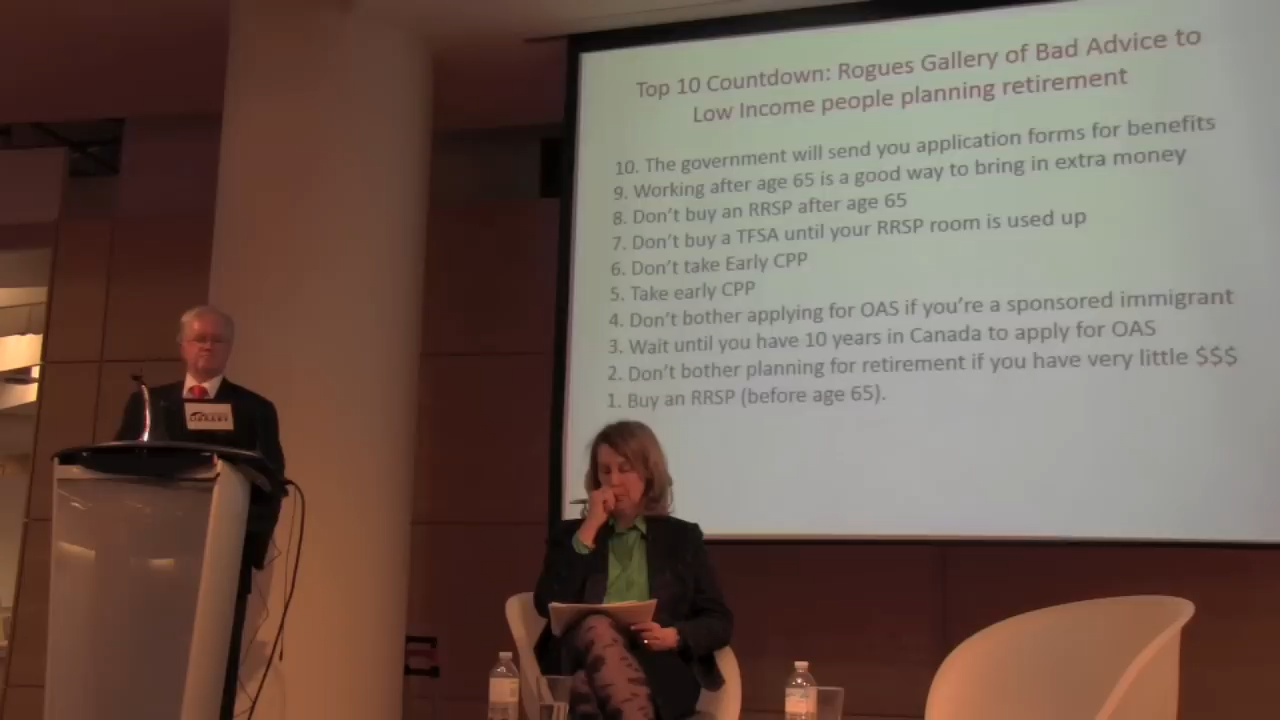 Top 10 Countdown: Rogues Gallery of Bad Advice to
Low Income people planning retirement
10. The government will send you application forms for benefits
9. Working after age 65 is a good way to bring in extra money
8. Don't buy an RRSP after age 65
7. Don't buy a TFSA until your RRSP room is used up
6. Don't take Early CPP
5. Take early CPP
4. Don't bother applying for OAS if you're a sponsored immigrant
3. Wait until you have 10 years in Canada to apply for OAS
2. Don't bother planning for retirement if you have very little $$$
1. Buy an RRSP (before age 65).
LIBRARY